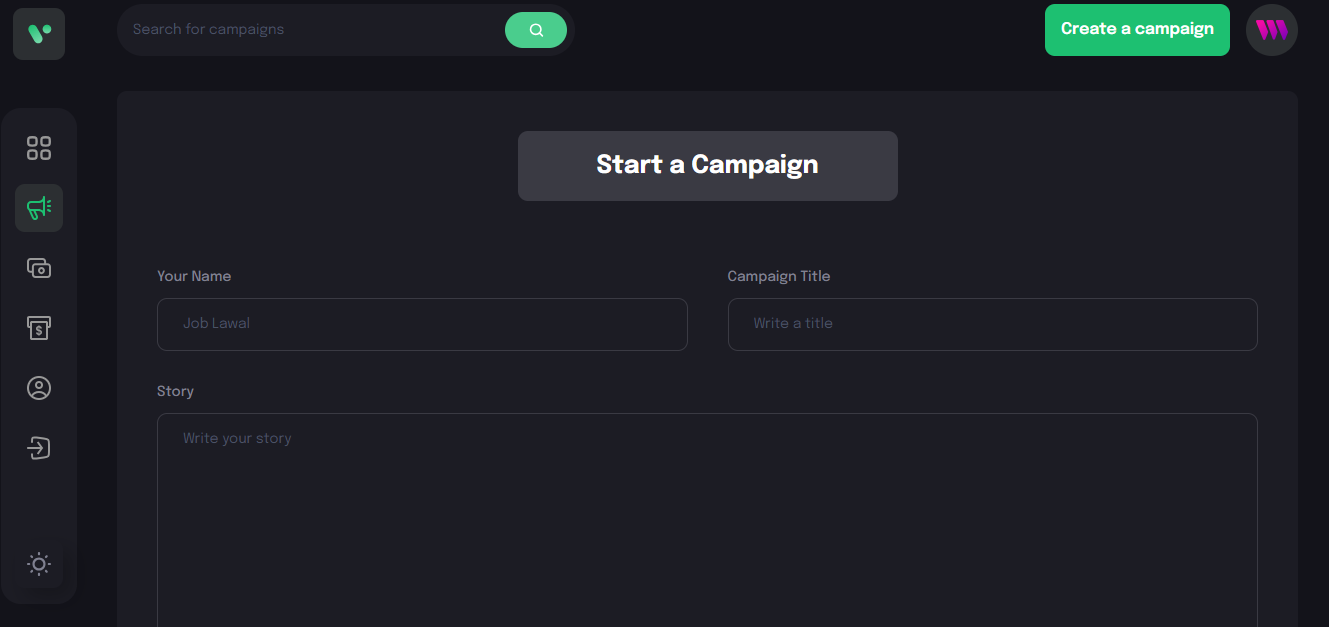 Search for campaigns
Create a campaign
Start a Campaign
Your Name
Campaign Title
Job Lawal
Write a title
Story
Write your story